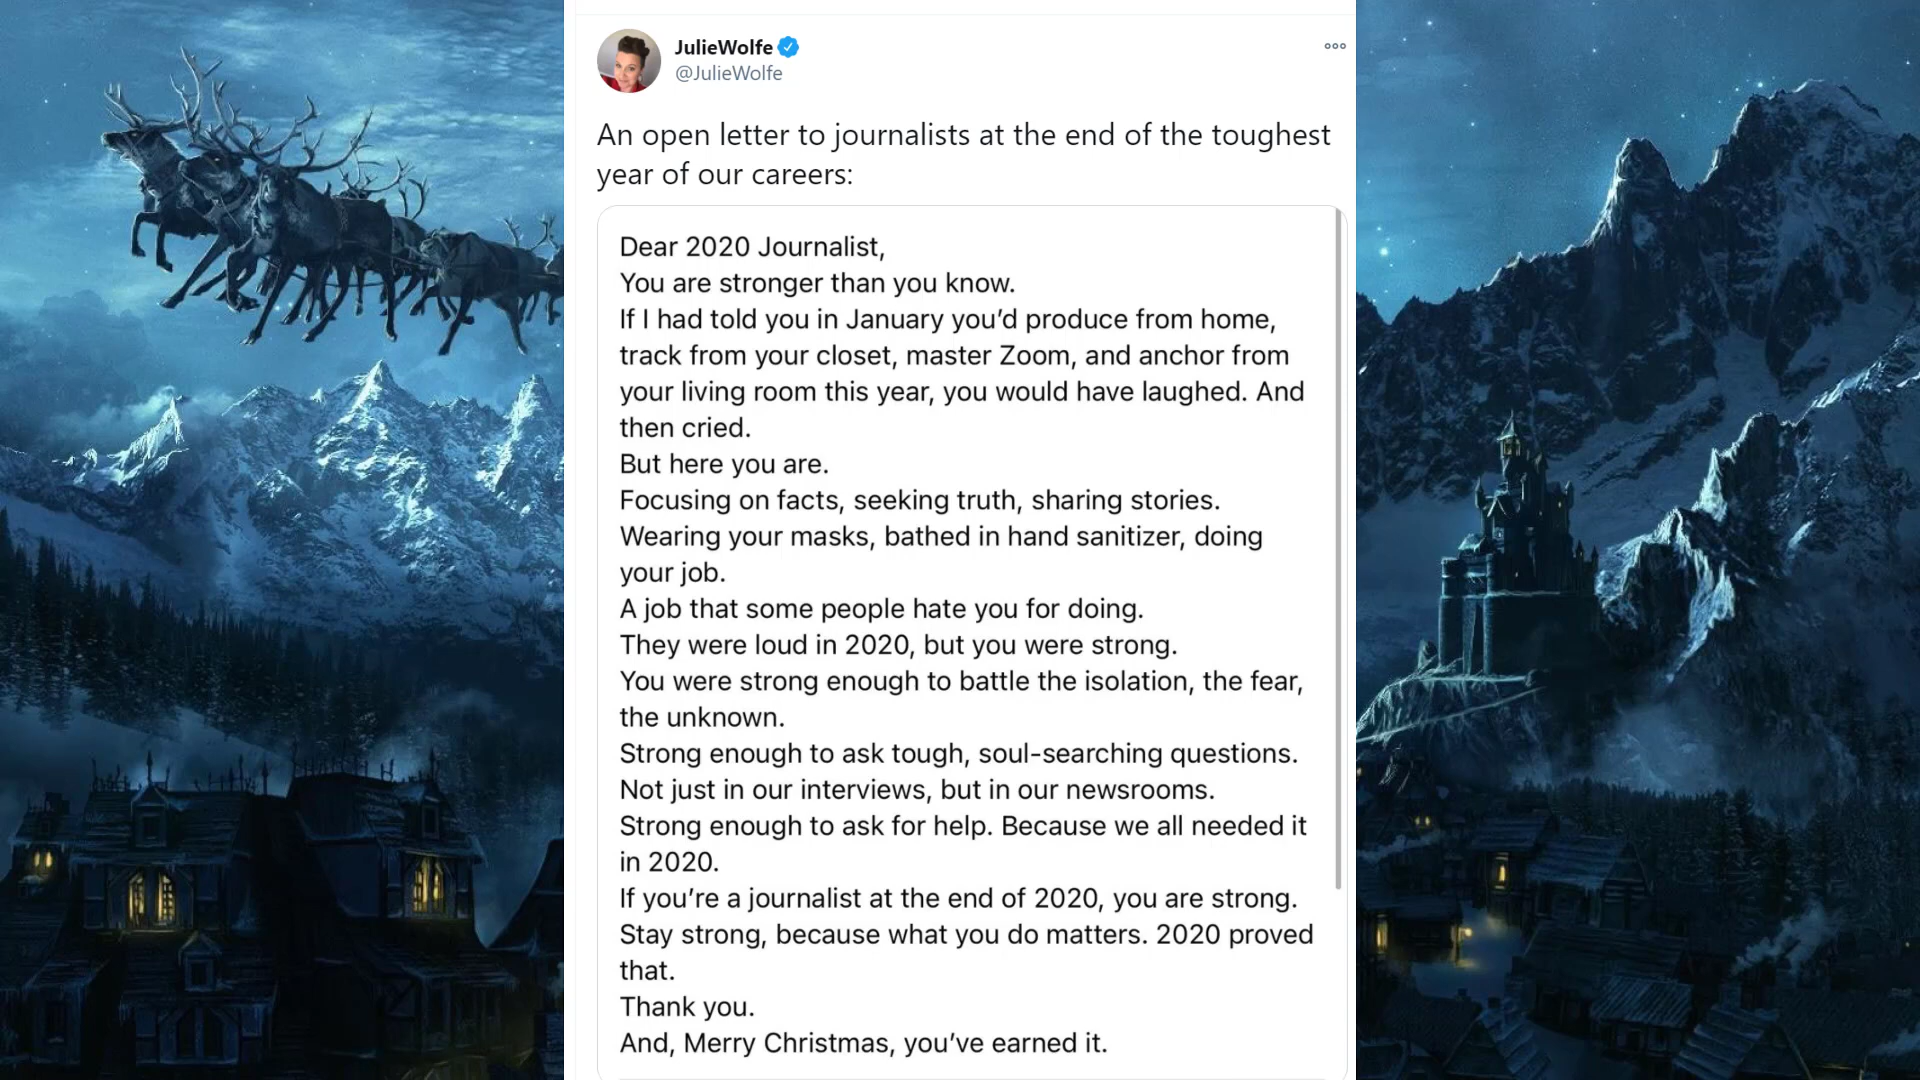 JulieWolfe
@JulieWolfe
An open letter to journalists at the end of the toughest
year of our careers:
Dear 2020 Journalist,
You are stronger than you know.
If I had told you in January you’d produce from home,
track from your closet, master Zoom, and anchor from
your living room this year, you would have laughed. And
then cried.
But here you are.
Focusing on facts, seeking truth, sharing stories.
Wearing your masks, bathed in hand sanitizer, doing
your job.
A job that some people hate you for doing.
They were loud in 2020, but you were strong.
You were strong enough to battle the isolation, the fear,
the unknown.
Strong enough to ask tough, soul-searching questions.
Not just in our interviews, but in our newsrooms.
Strong enough to ask for help. Because we all needed it
in 2020.
If you’re a journalist at the end of 2020, you are strong.
Stay strong, because what you do matters. 2020 proved
that.
Thank you.
And, Merry Christmas, you’ve earned it.